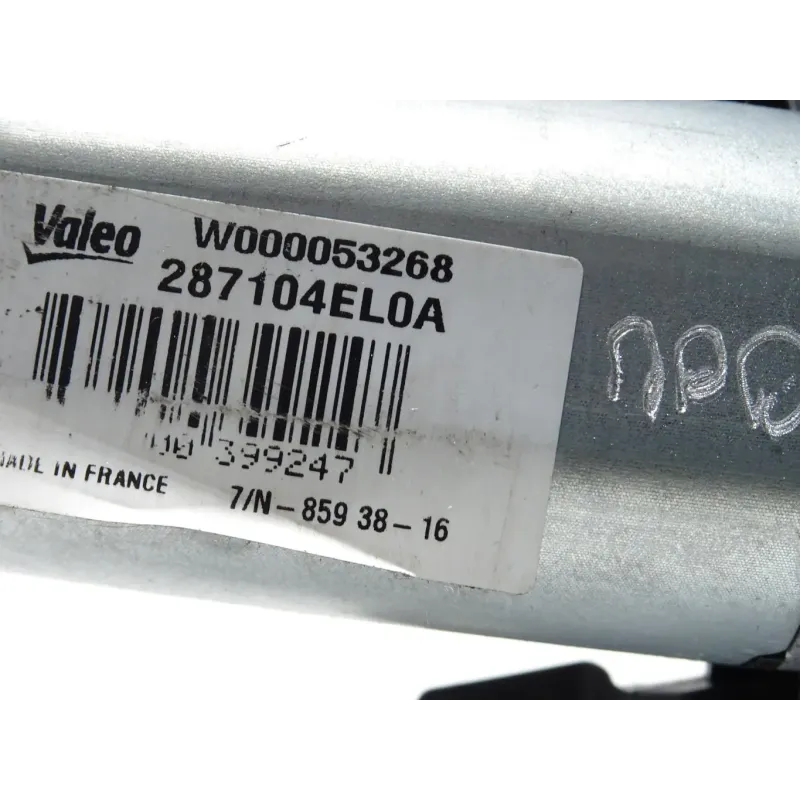 Valeo W000053268
287104EL0A
399247
MADE IN FRANCE 7/N-859 38-16